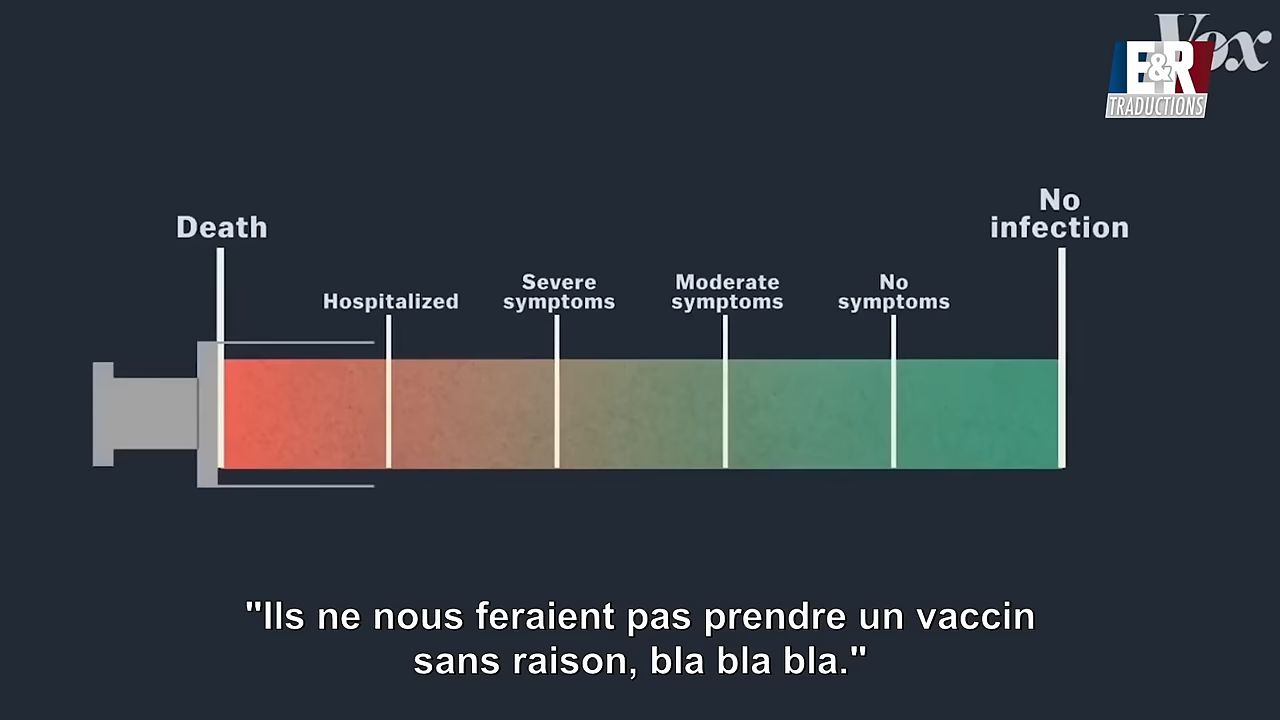 Vox
E&R
TRADUCTIONS
No
infection
Death
Severe
symptoms
Moderate
symptoms
No
symptoms
Hospitalized
"Ils ne nous feraient pas prendre un vaccin
sans raison, bla bla bla."